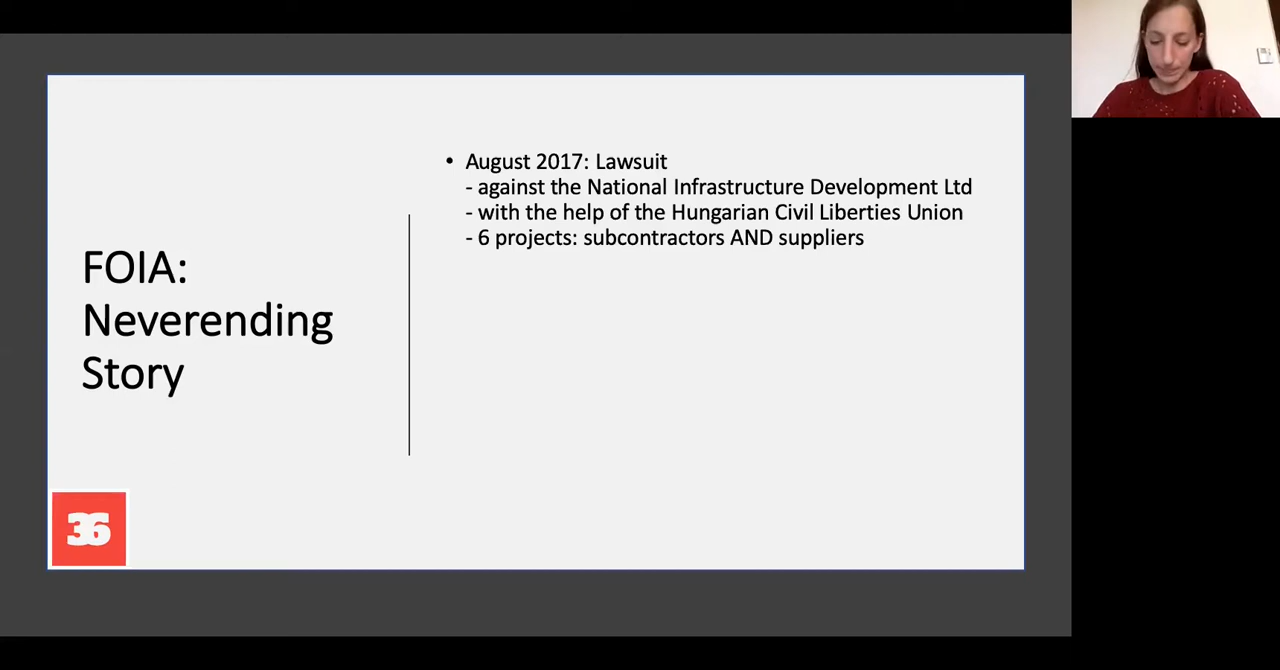 FOIA:
Neverending
Story
• August 2017: Lawsuit
- against the National Infrastructure Development Ltd
- with the help of the Hungarian Civil Liberties Union
- 6 projects: subcontractors AND suppliers
36